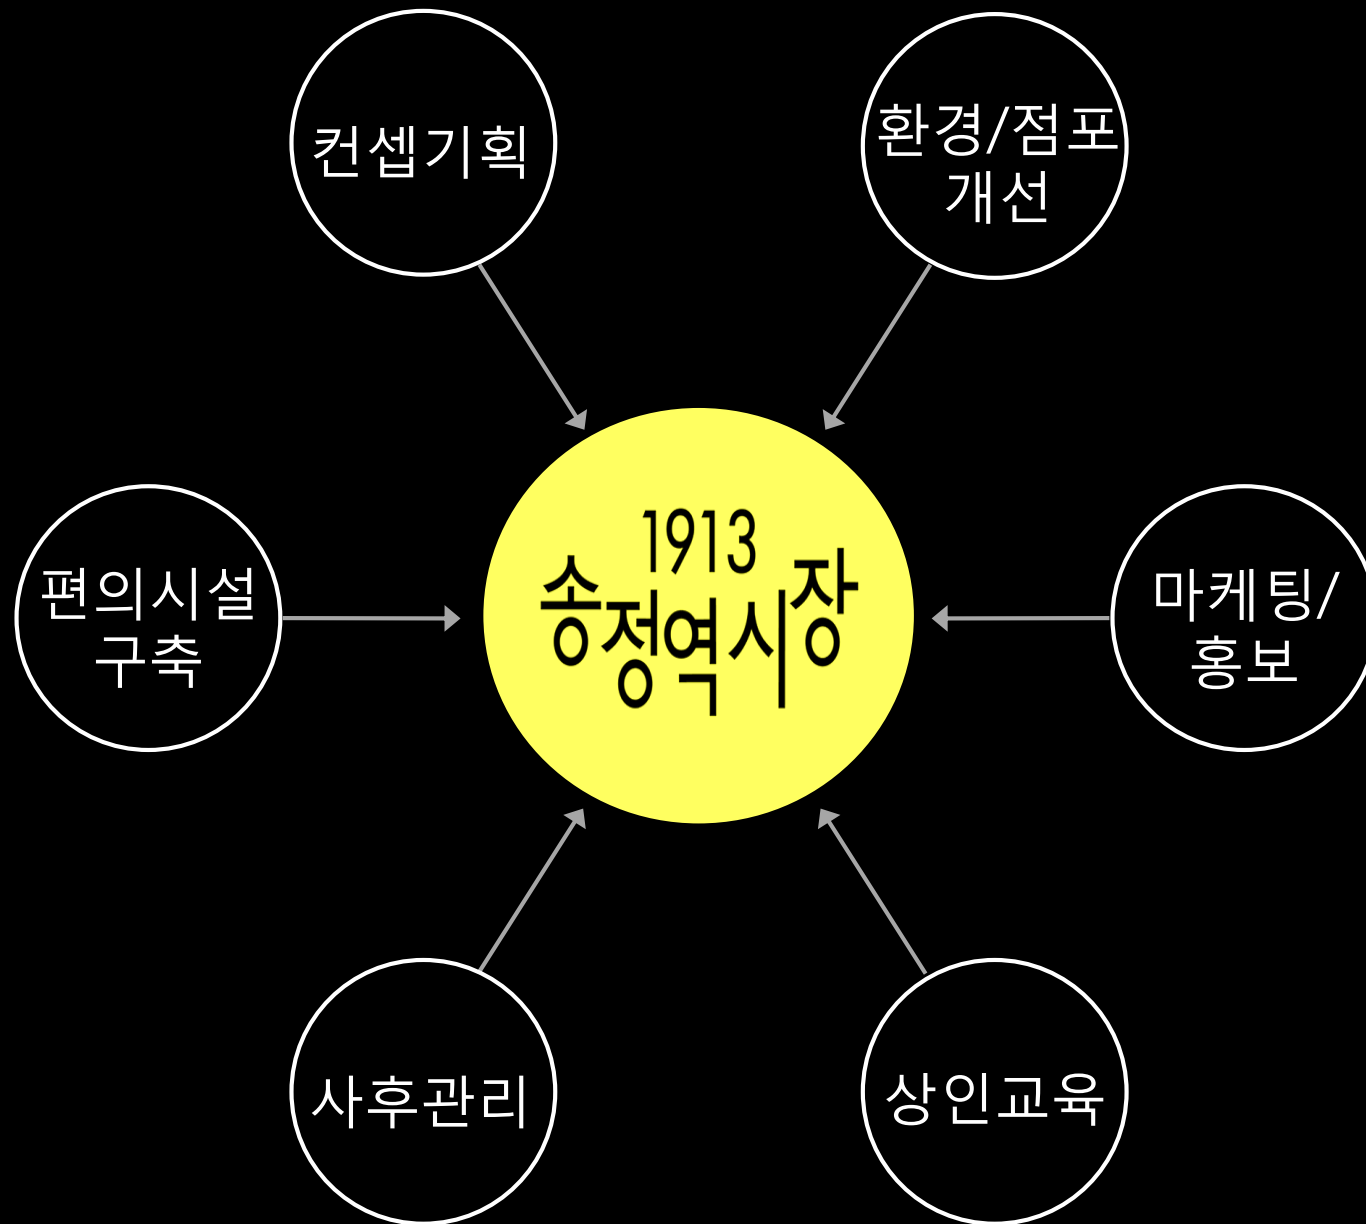 컨셉기획
환경/점포
개선
편의시설
구축
1913
송정역시장
마케팅/
홍보
사후관리
상인교육